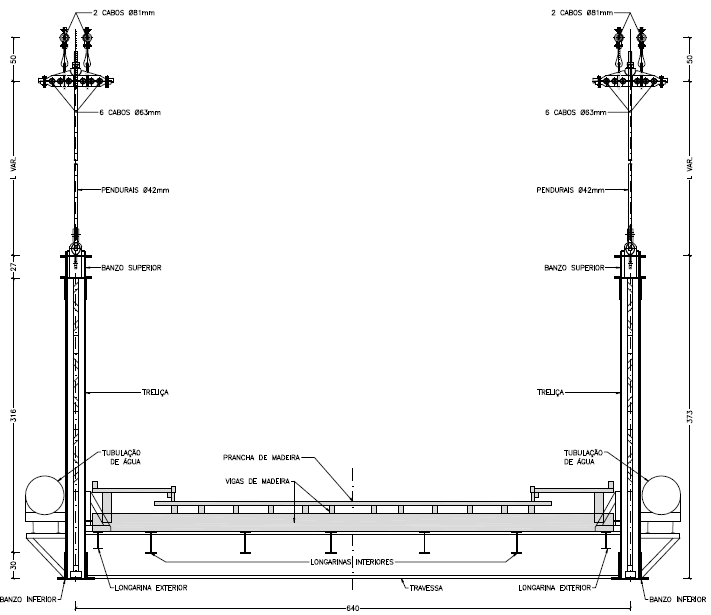 2 CABOS Ø81mm
2 CABOS Ø81mm
50
50
6 CABOS Ø63mm
6 CABOS Ø63mm
L VAR.
L VAR.
PENDURAIS Ø42mm
PENDURAIS Ø42mm
27
BANZO SUPERIOR
BANZO SUPERIOR
316
TRELIÇA
TRELIÇA
373
TUBULAÇÃO
DE ÁGUA
PRANCHA DE MADEIRA
TUBULAÇÃO
DE ÁGUA
VIGAS DE MADEIRA
30
LONGARINAS INTERIORES
LONGARINA EXTERIOR
TRAVESSA
LONGARINA EXTERIOR
BANZO INFERIOR
BANZO INFERIOR
640